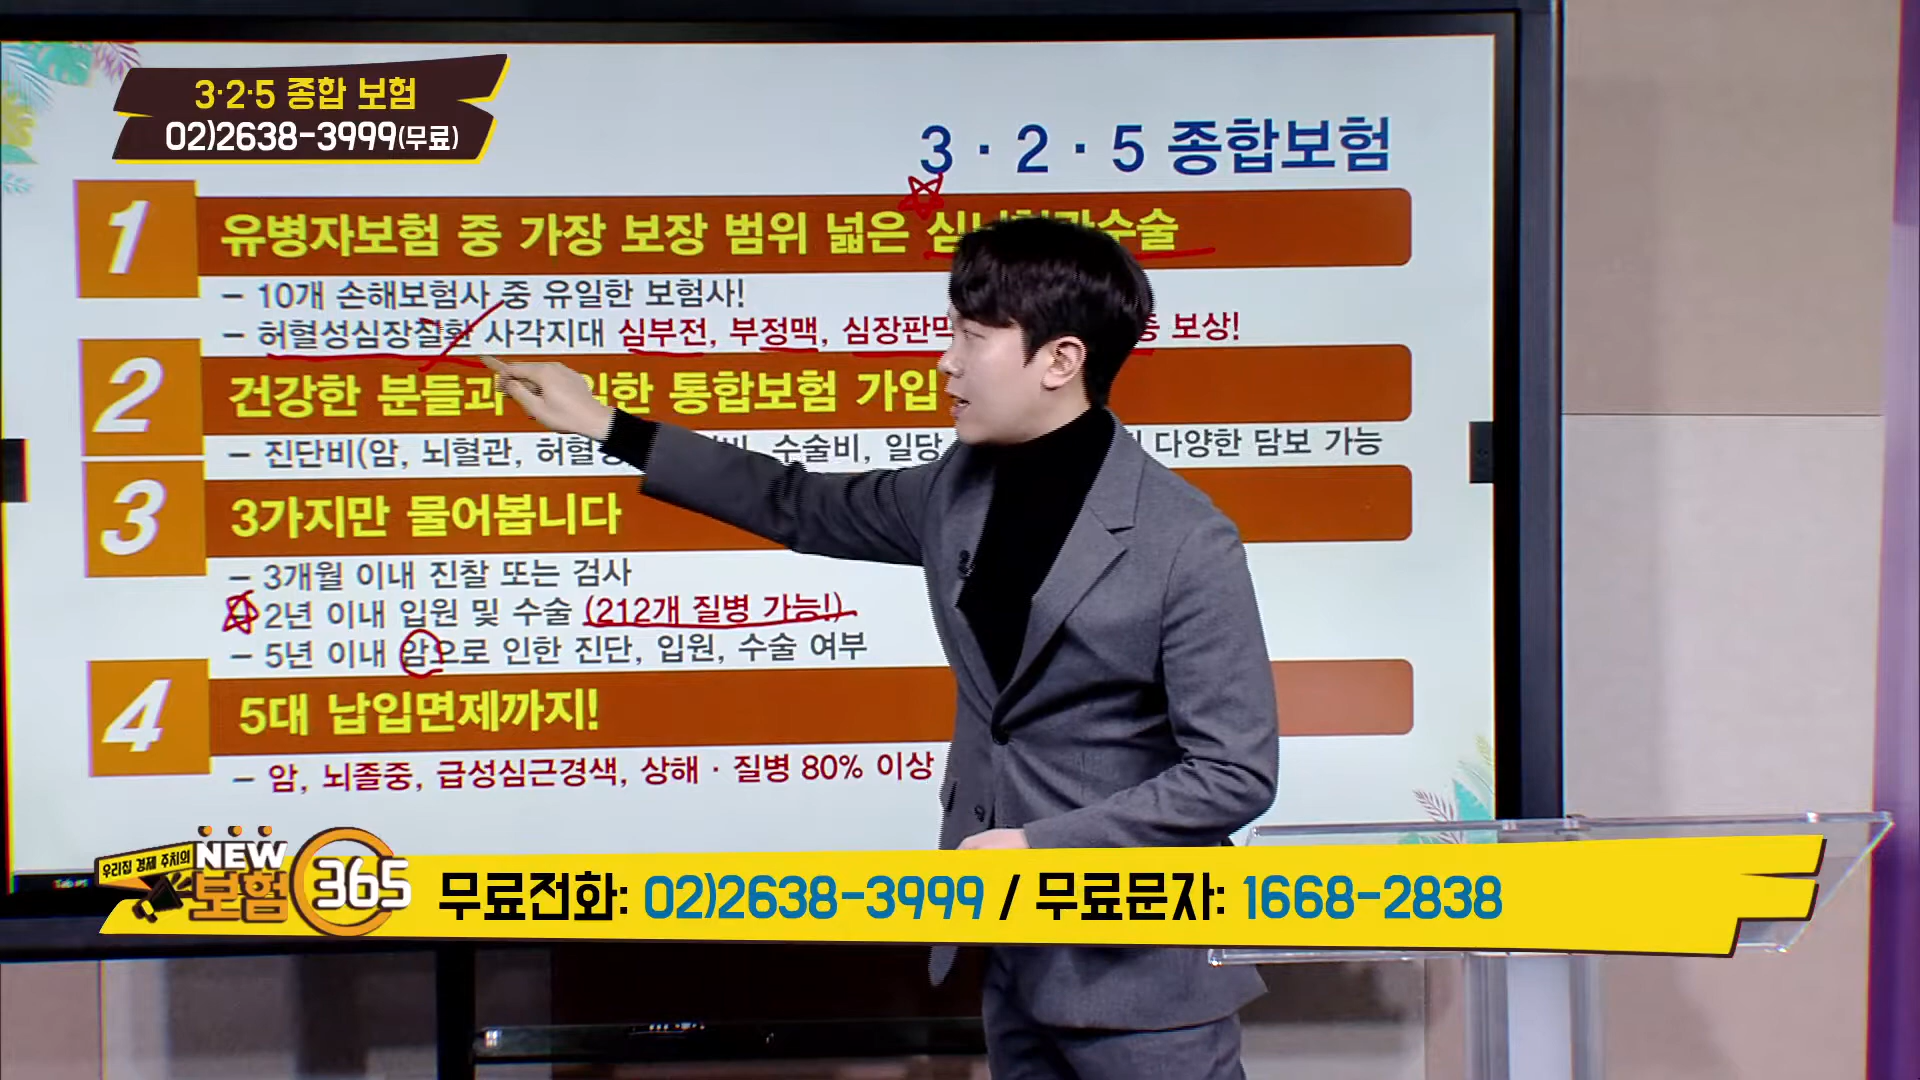 3·2·5 종합 보험
02)2638-3999(무료)
3 · 2 · 5 종합보험
1
유병자보험 중 가장 보장 범위 넓은
- 10개 손해보험사 중 유일한 보험사!
- 허혈성심장질환 사각지대 심부전, 부정맥, 심장판막 보상!
2
건강한 분들과 통합보험 가입
- 진단비(암, 뇌혈관, 수술비, 일당 다양한 담보 가능
3
3가지만 물어봅니다
- 3개월 이내 진찰 또는 검사
- 2년 이내 입원 및 수술 (212개 질병 가능!)
- 5년 이내 암으로 인한 진단, 입원, 수술 여부
4
5대 납입면제까지!
- 암, 뇌졸중, 급성심근경색, 상해 · 질병 80% 이상
우리집 경제 주치의
NEW
보험 365
무료전화: 02)2638-3999 / 무료문자: 1668-2838